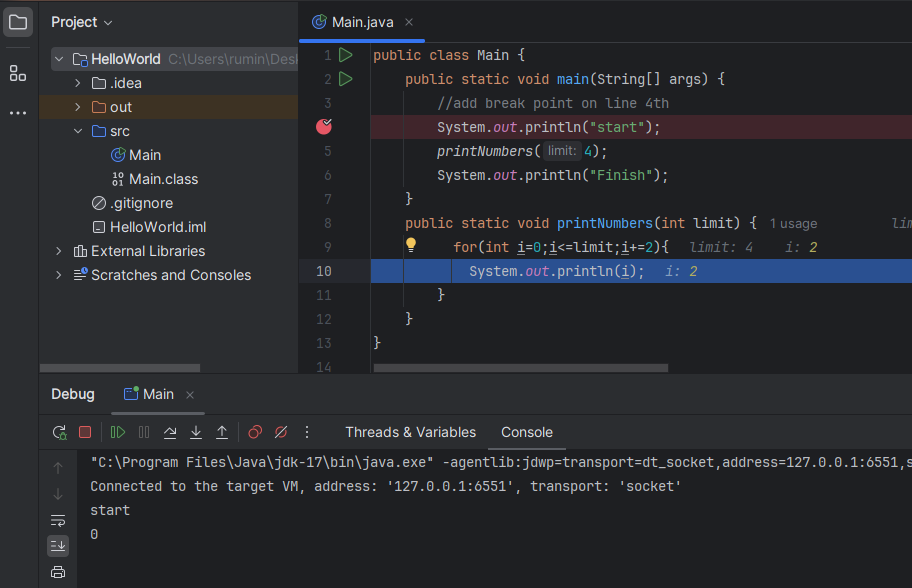 Project
Main.java
HelloWorld C:\Users\rumin\Des
.idea
out
src
Main
Main.class
.gitignore
HelloWorld.iml
External Libraries
Scratches and Consoles
1 public class Main {
2 public static void main(String[] args) {
3 //add break point on line 4th
System.out.println("start");
5 printNumbers( limit: 4);
6 System.out.println("Finish");
7 }
8 public static void printNumbers(int limit) { 1 usage lim
9 for(int i=0;i<=limit;i+=2){ limit: 4 i: 2
10 System.out.println(i); i: 2
11 }
12 }
13 }
14
Debug Main
Threads & Variables Console
"C:\Program Files\Java\jdk-17\bin\java.exe" -agentlib:jdwp=transport=dt_socket,address=127.0.0.1:6551,s
Connected to the target VM, address: '127.0.0.1:6551', transport: 'socket'
start
0